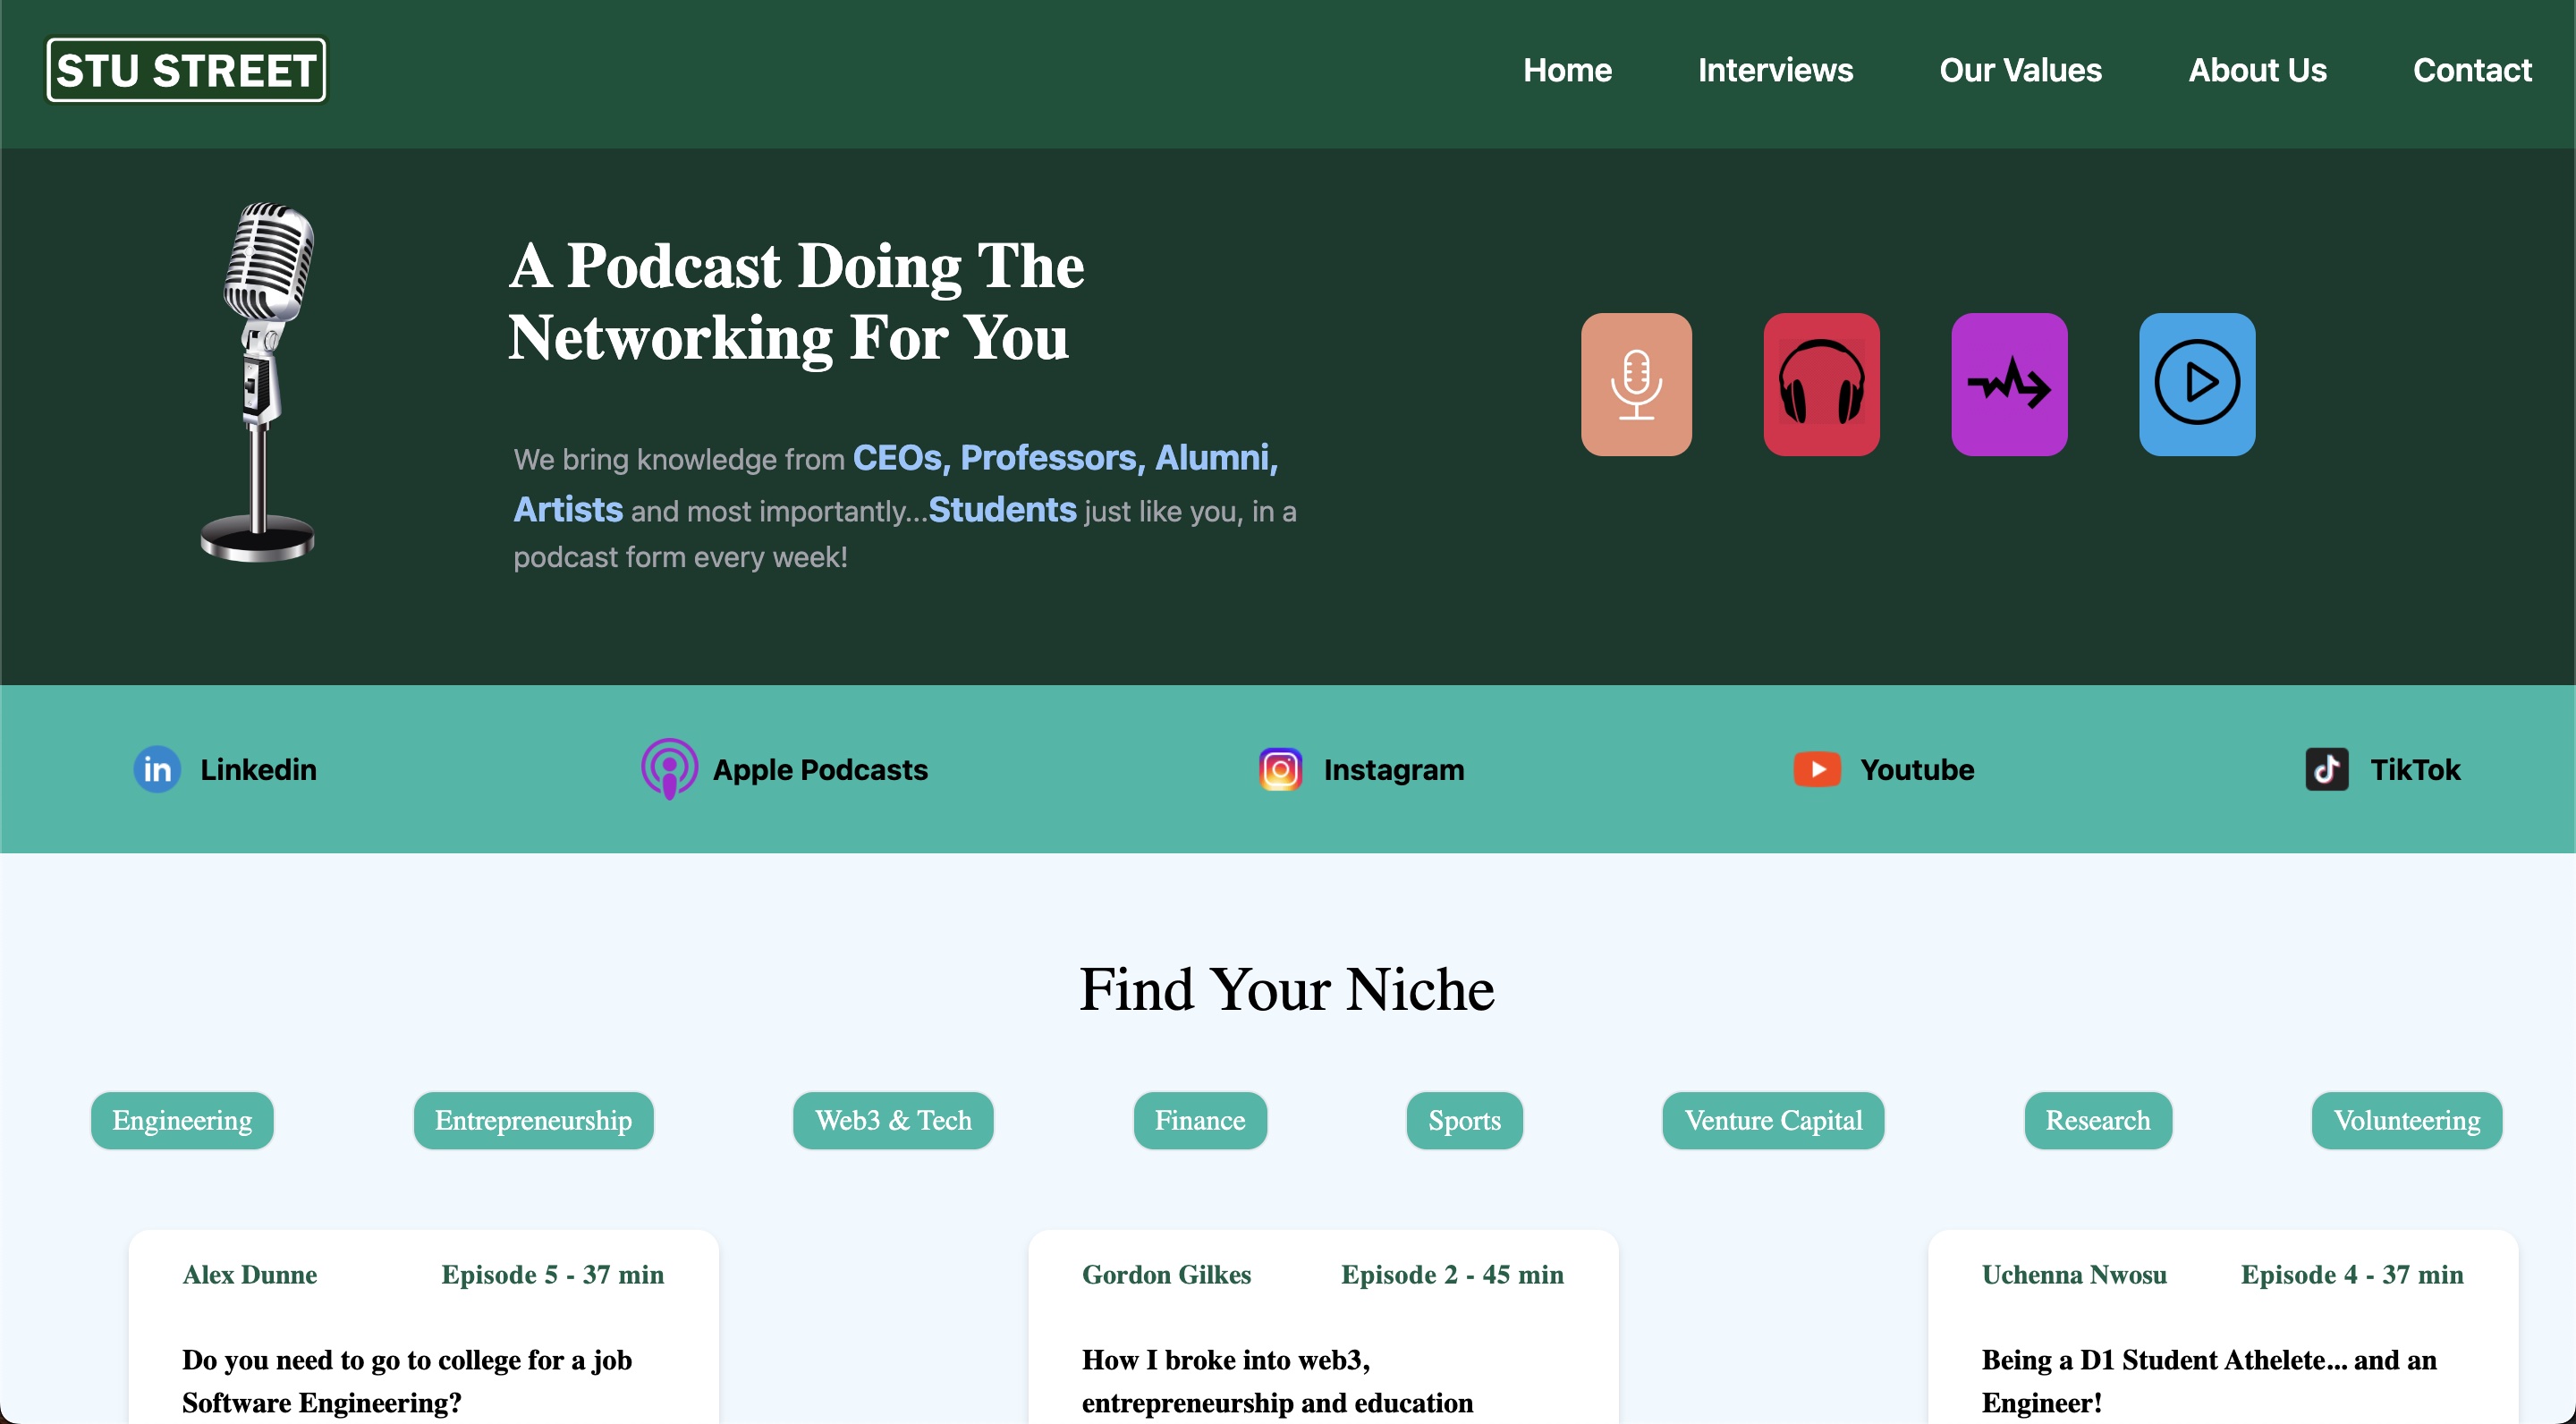 STU STREET
Home Interviews Our Values About Us Contact
A Podcast Doing The
Networking For You
We bring knowledge from CEOs, Professors, Alumni,
Artists and most importantly...Students just like you, in a
podcast form every week!
in Linkedin Apple Podcasts Instagram Youtube TikTok
Find Your Niche
Engineering Entrepreneurship Web3 & Tech Finance Sports Venture Capital Research Volunteering
Alex Dunne Episode 5 - 37 min
Do you need to go to college for a job
Software Engineering?
Gordon Gilkes Episode 2 - 45 min
How I broke into web3,
entrepreneurship and education
Uchenna Nwosu Episode 4 - 37 min
Being a D1 Student Athelete... and an
Engineer!